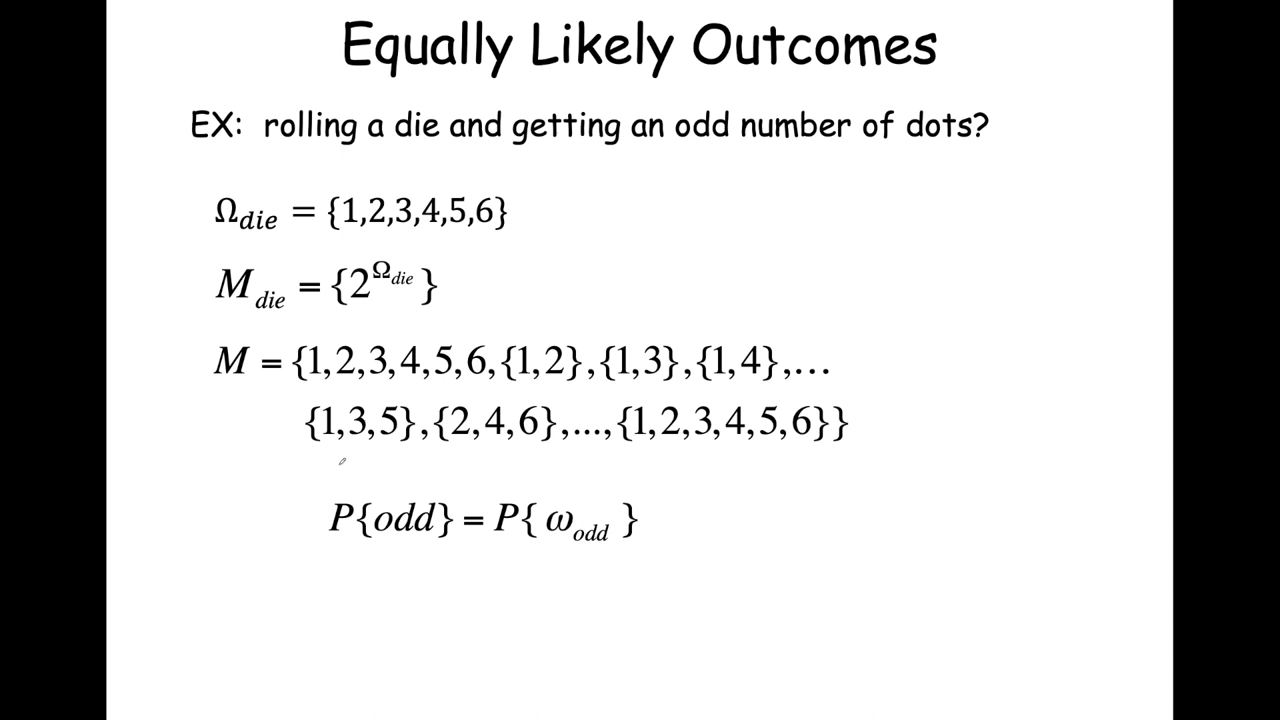 Equally Likely Outcomes
EX: rolling a die and getting an odd number of dots?
Ω_die = {1,2,3,4,5,6}
M_die = {2^Ω_die}
M = {1,2,3,4,5,6,{1,2},{1,3},{1,4},…
{1,3,5},{2,4,6},...,{1,2,3,4,5,6}}
P{odd} = P{ ω_odd }